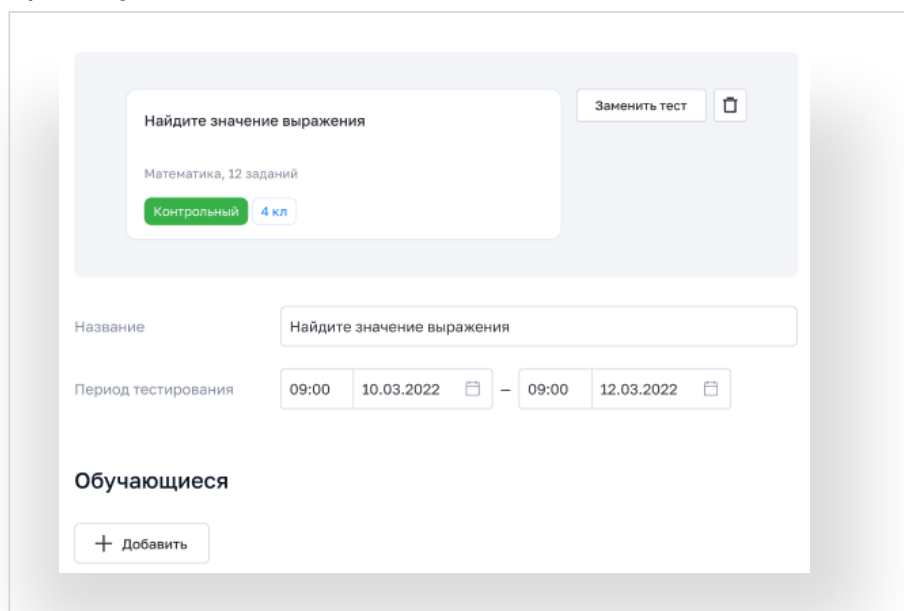 Найдите значение выражения
Заменить тест
Математика, 12 заданий
Контрольный 4 кл
Название Найдите значение выражения
Период тестирования 09:00 10.03.2022 – 09:00 12.03.2022
Обучающиеся
+ Добавить